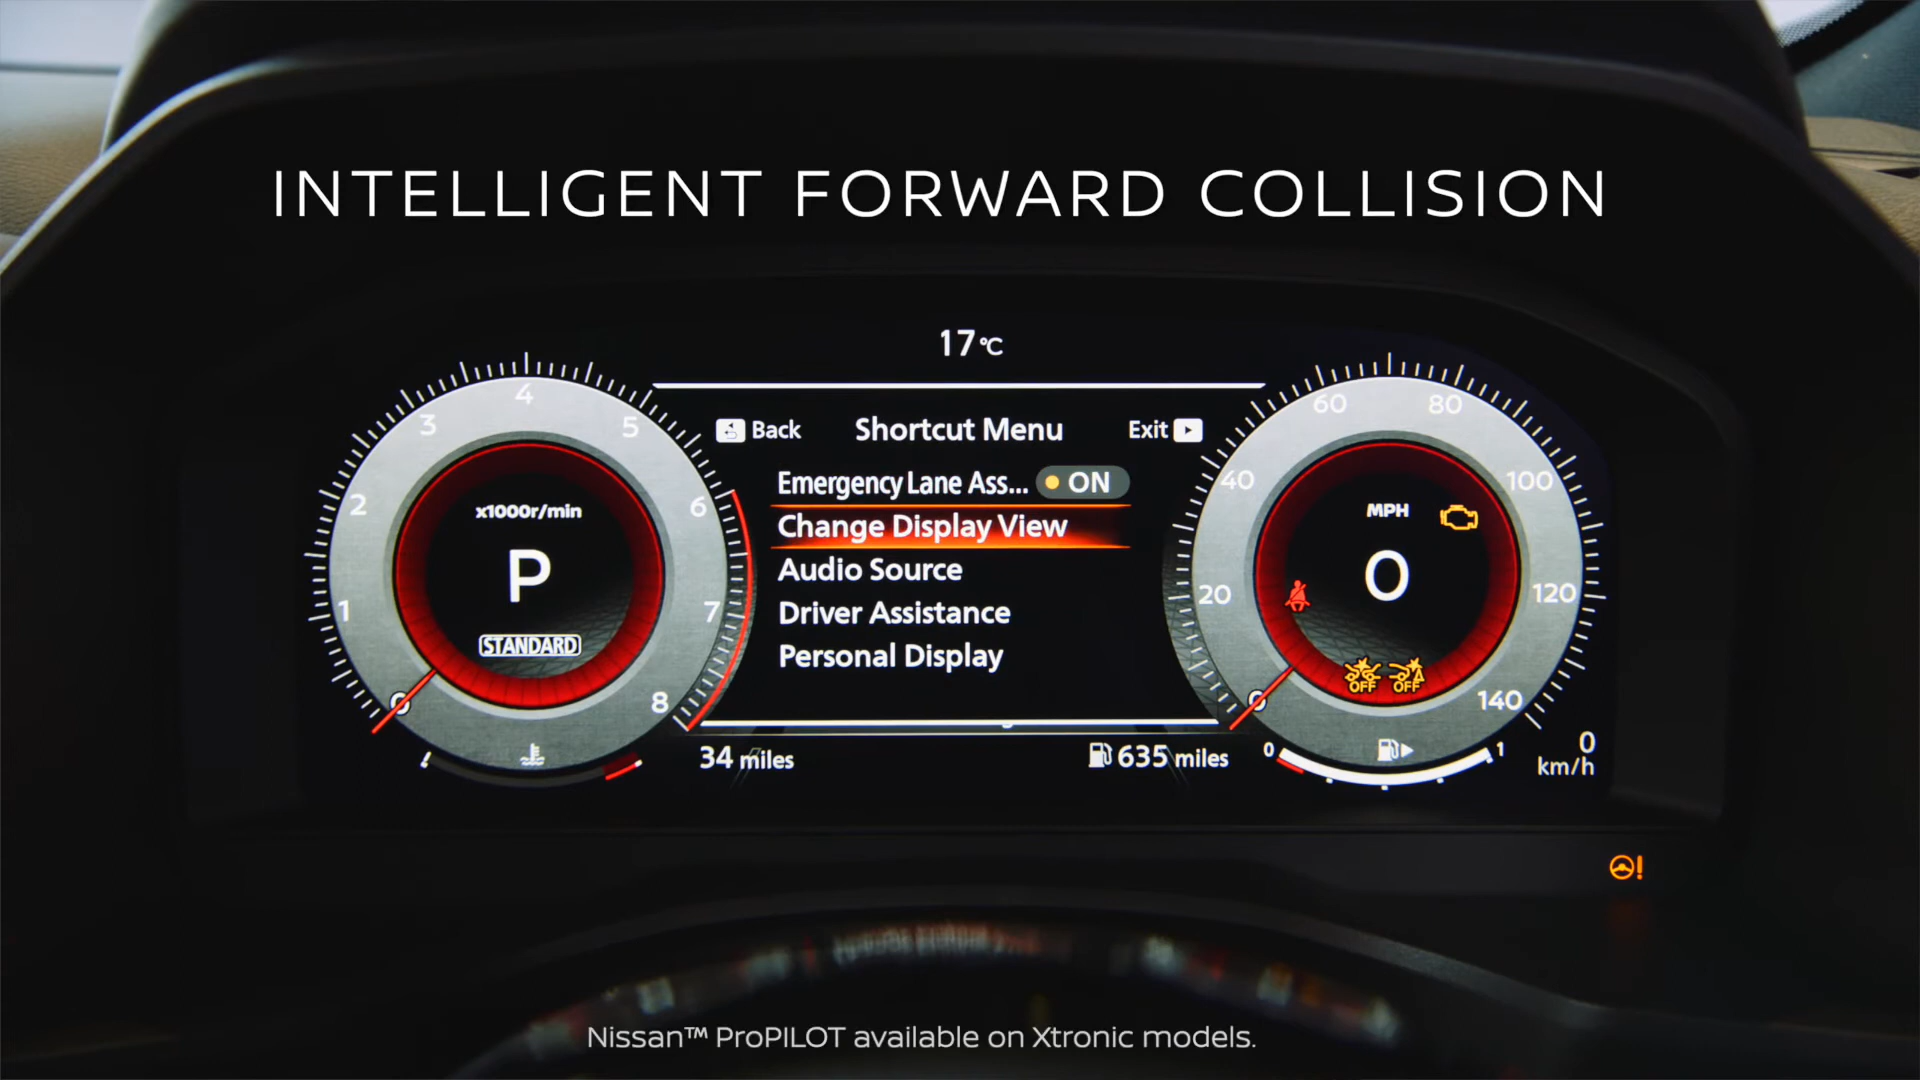 INTELLIGENT FORWARD COLLISION
17°C
Back Shortcut Menu Exit
Emergency Lane Ass... ON
Change Display View
Audio Source
Driver Assistance
Personal Display
0 1 2 3 4 5 6 7 8
x1000r/min
P
STANDARD
0 20 40 60 80 100 120 140
MPH
0
OFF OFF
34 miles
635 miles
0 1
0
km/h
Nissan™ ProPILOT available on Xtronic models.